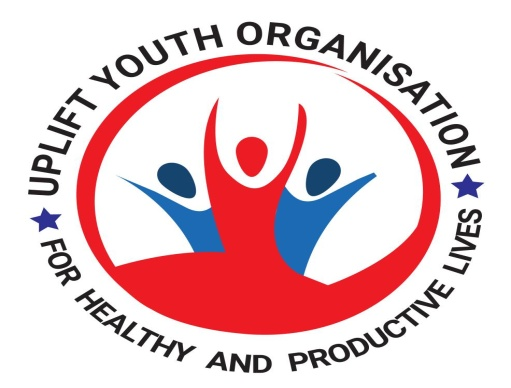 UPLIFT YOUTH ORGANISATION
FOR HEALTHY AND PRODUCTIVE LIVES